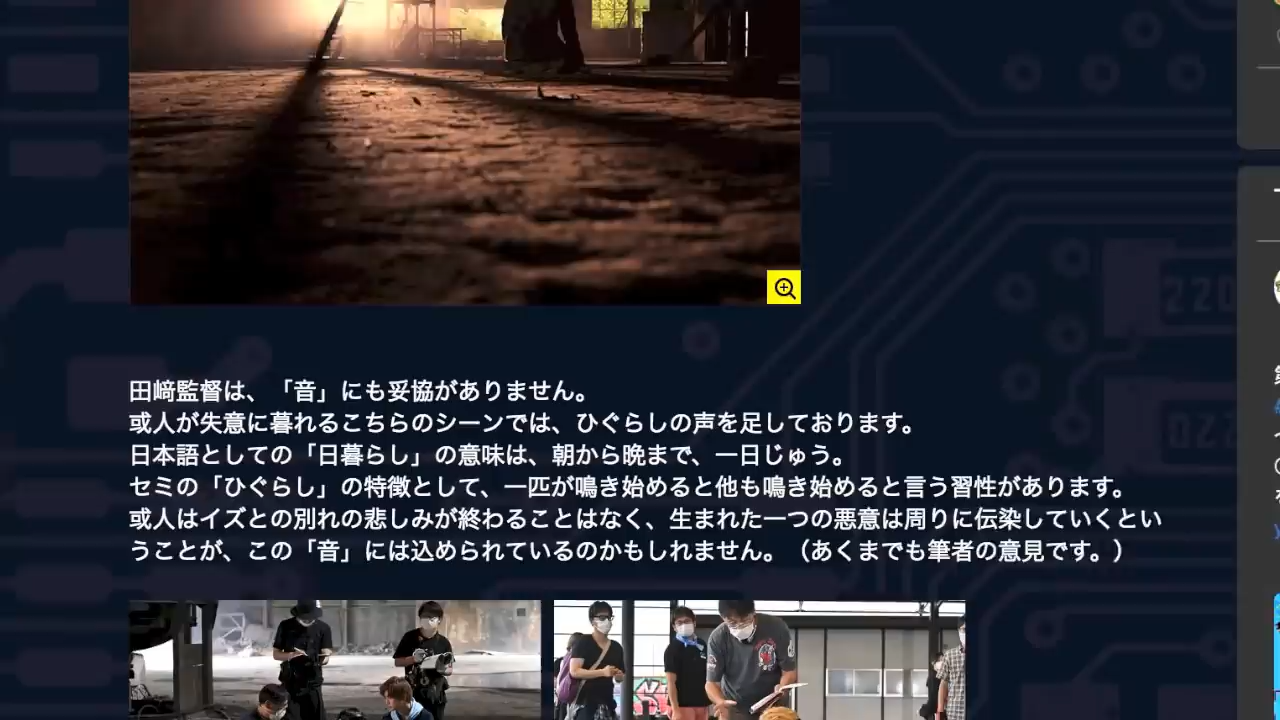 田﨑監督は、「音」にも妥協がありません。
或人が失意に暮れるこちらのシーンでは、ひぐらしの声を足しております。
日本語としての「日暮らし」の意味は、朝から晩まで、一日じゅう。
セミの「ひぐらし」の特徴として、一匹が鳴き始めると他も鳴き始めると言う習性があります。
或人はイズとの別れの悲しみが終わることはなく、生まれた一つの悪意は周りに伝染していくとい
うことが、この「音」には込められているのかもしれません。（あくまでも筆者の意見です。）
220
022